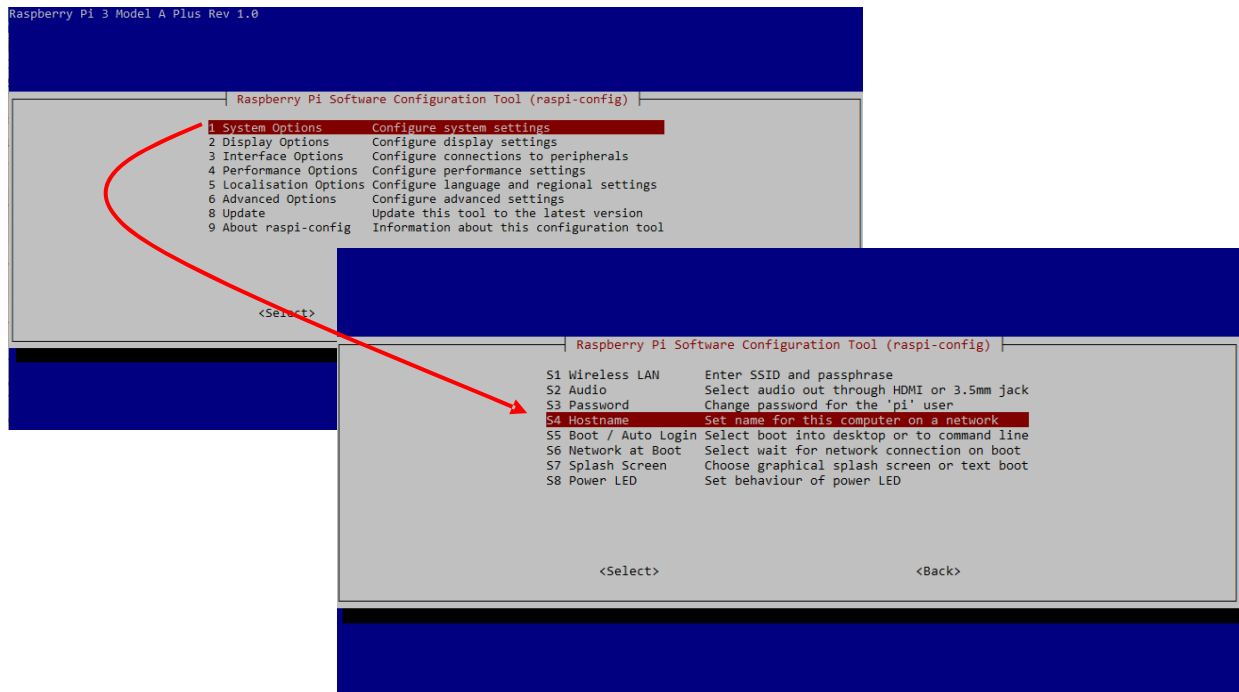 Raspberry Pi 3 Model A Plus Rev 1.0
Raspberry Pi Software Configuration Tool (raspi-config)
1 System Options Configure system settings
2 Display Options Configure display settings
3 Interface Options Configure connections to peripherals
4 Performance Options Configure performance settings
5 Localisation Options Configure language and regional settings
6 Advanced Options Configure advanced settings
8 Update Update this tool to the latest version
9 About raspi-config Information about this configuration tool
<Select>
Raspberry Pi Software Configuration Tool (raspi-config)
S1 Wireless LAN Enter SSID and passphrase
S2 Audio Select audio out through HDMI or 3.5mm jack
S3 Password Change password for the 'pi' user
S4 Hostname Set name for this computer on a network
S5 Boot / Auto Login Select boot into desktop or to command line
S6 Network at Boot Select wait for network connection on boot
S7 Splash Screen Choose graphical splash screen or text boot
S8 Power LED Set behaviour of power LED
<Select> <Back>